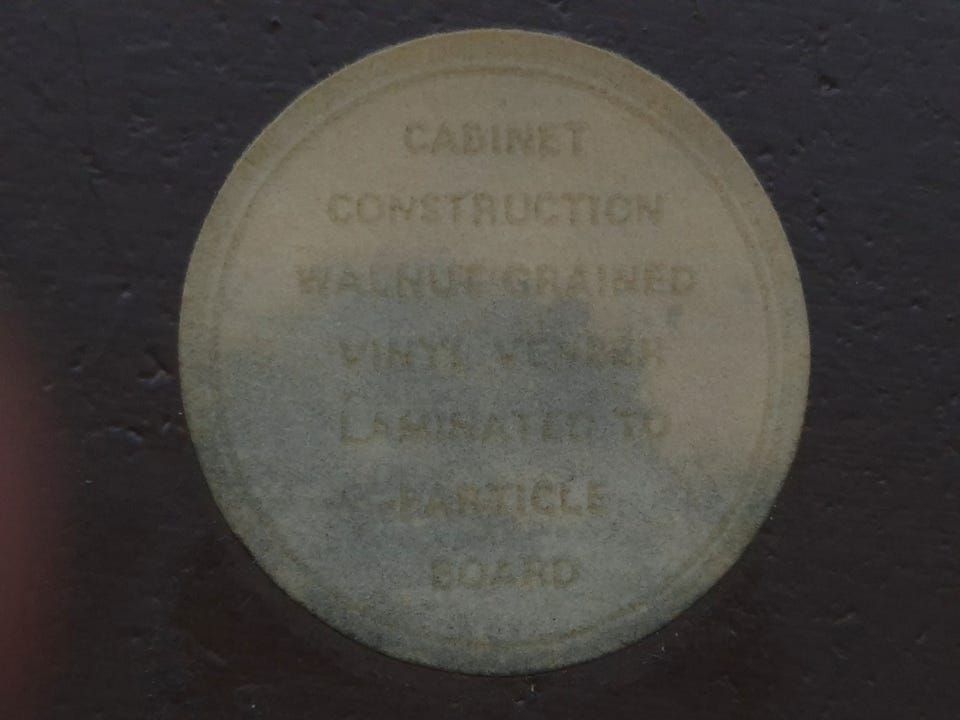 CABINET
CONSTRUCTION
WALNUT GRAINED
VINYL VENEER
LAMINATED TO
PARTICLE
BOARD